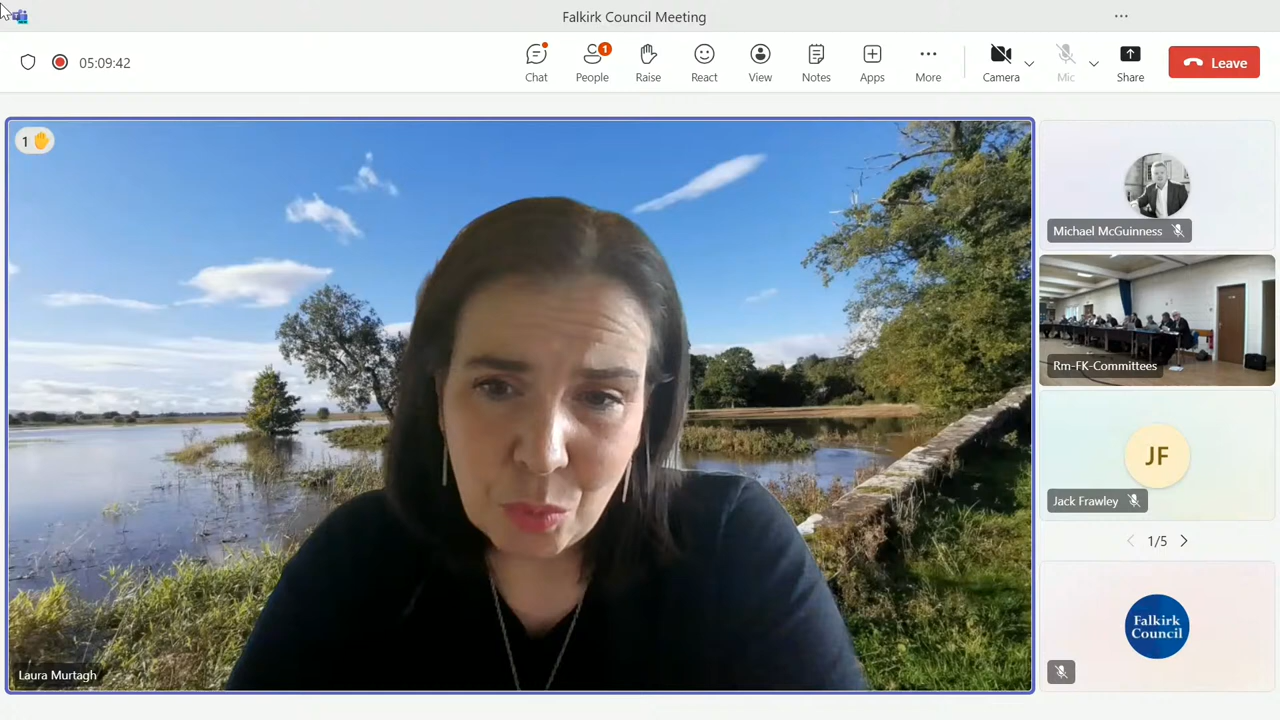 Falkirk Council Meeting
05:09:42
Chat
People
1
Raise
React
View
Notes
Apps
More
Camera
Mic
Share
Leave
1
Laura Murtagh
Michael McGuinness
Rm-FK-Committees
JF
Jack Frawley
1/5
Falkirk
Council